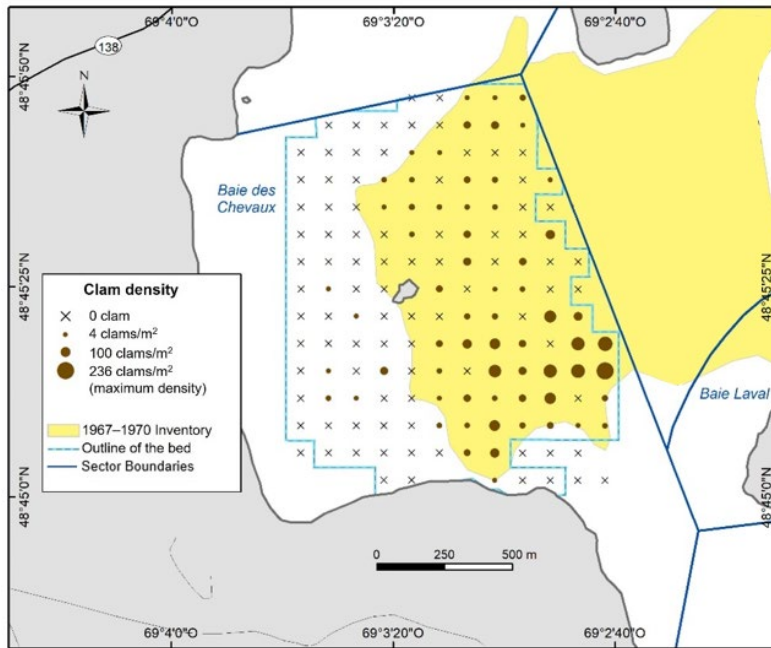 69°4'0"O
69°3'20"O
69°2'40"O
138
48°45'50"N
48°45'50"N
N
Baie des
Chevaux
48°45'25"N
48°45'25"N
Clam density
0 clam
4 clams/m²
100 clams/m²
236 clams/m²
(maximum density)
1967–1970 Inventory
Outline of the bed
Sector Boundaries
Baie Laval
48°45'0"N
48°45'0"N
0
250
500 m
69°4'0"O
69°3'20"O
69°2'40"O